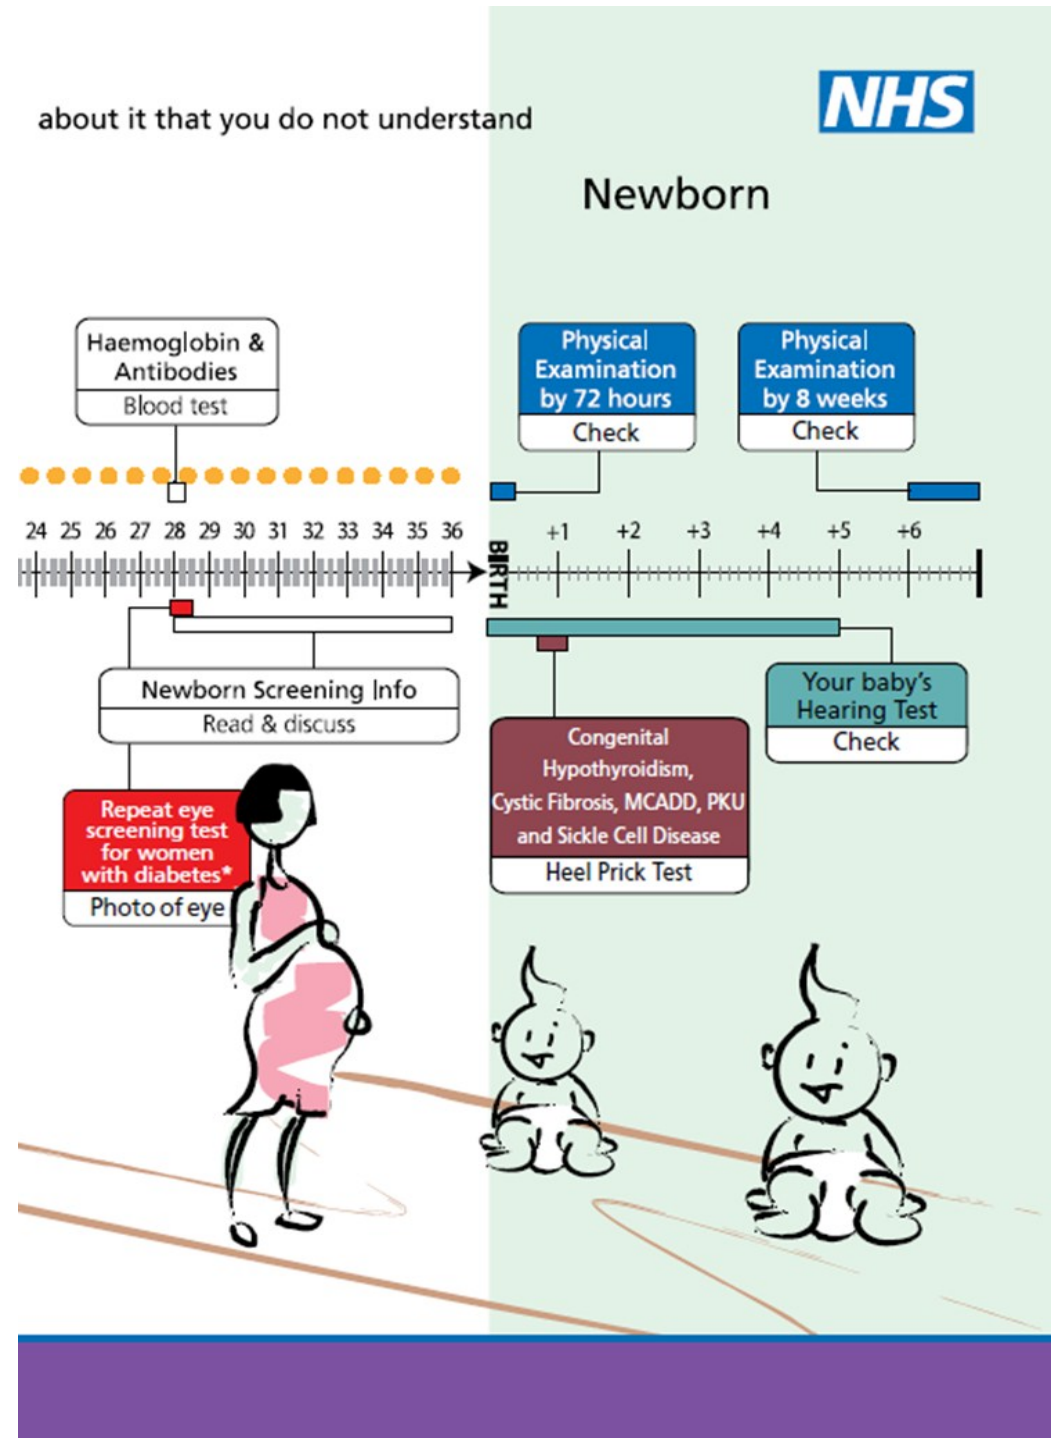 about it that you do not understand
NHS
Newborn
Haemoglobin &
Antibodies
Blood test
Physical
Examination
by 72 hours
Check
Physical
Examination
by 8 weeks
Check
24 25 26 27 28 29 30 31 32 33 34 35 36
BIRTH
+1 +2 +3 +4 +5 +6
Newborn Screening Info
Read & discuss
Your baby's
Hearing Test
Check
Congenital
Hypothyroidism,
Cystic Fibrosis, MCADD, PKU
and Sickle Cell Disease
Heel Prick Test
Repeat eye
screening test
for women
with diabetes*
Photo of eye